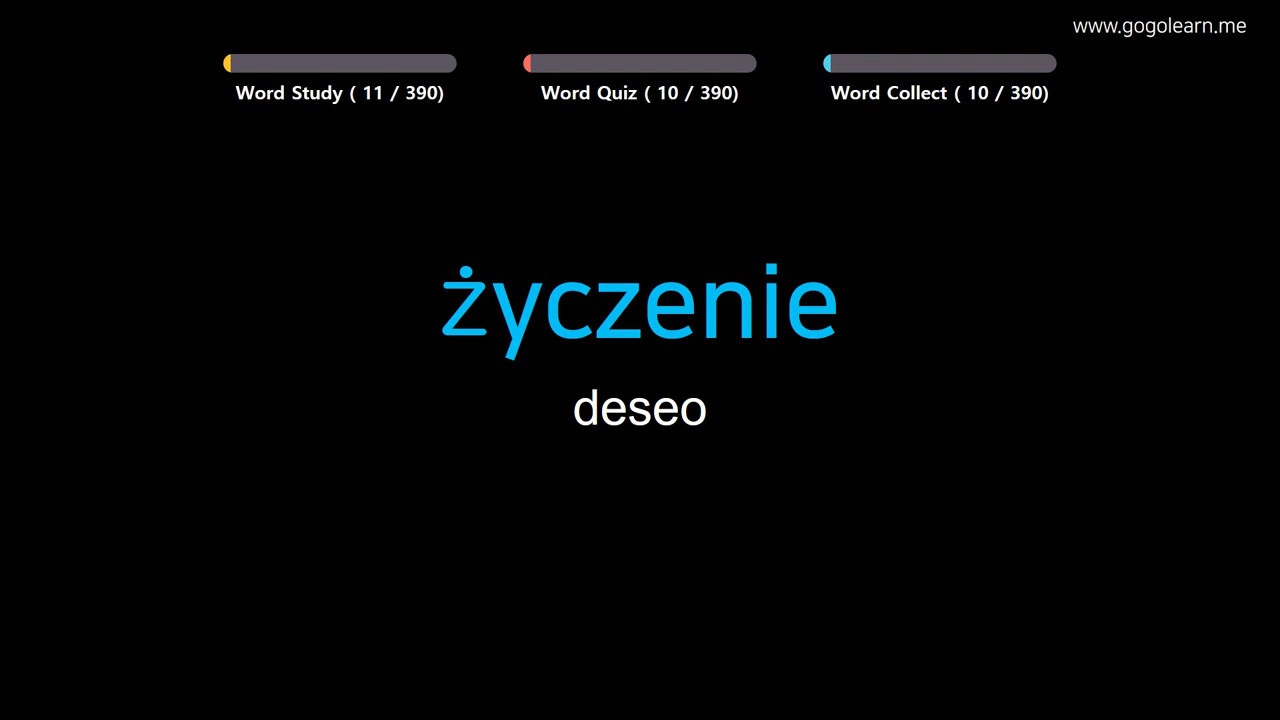 www.gogolearn.me
Word Study ( 11 / 390)
Word Quiz ( 10 / 390)
Word Collect ( 10 / 390)
życzenie
deseo